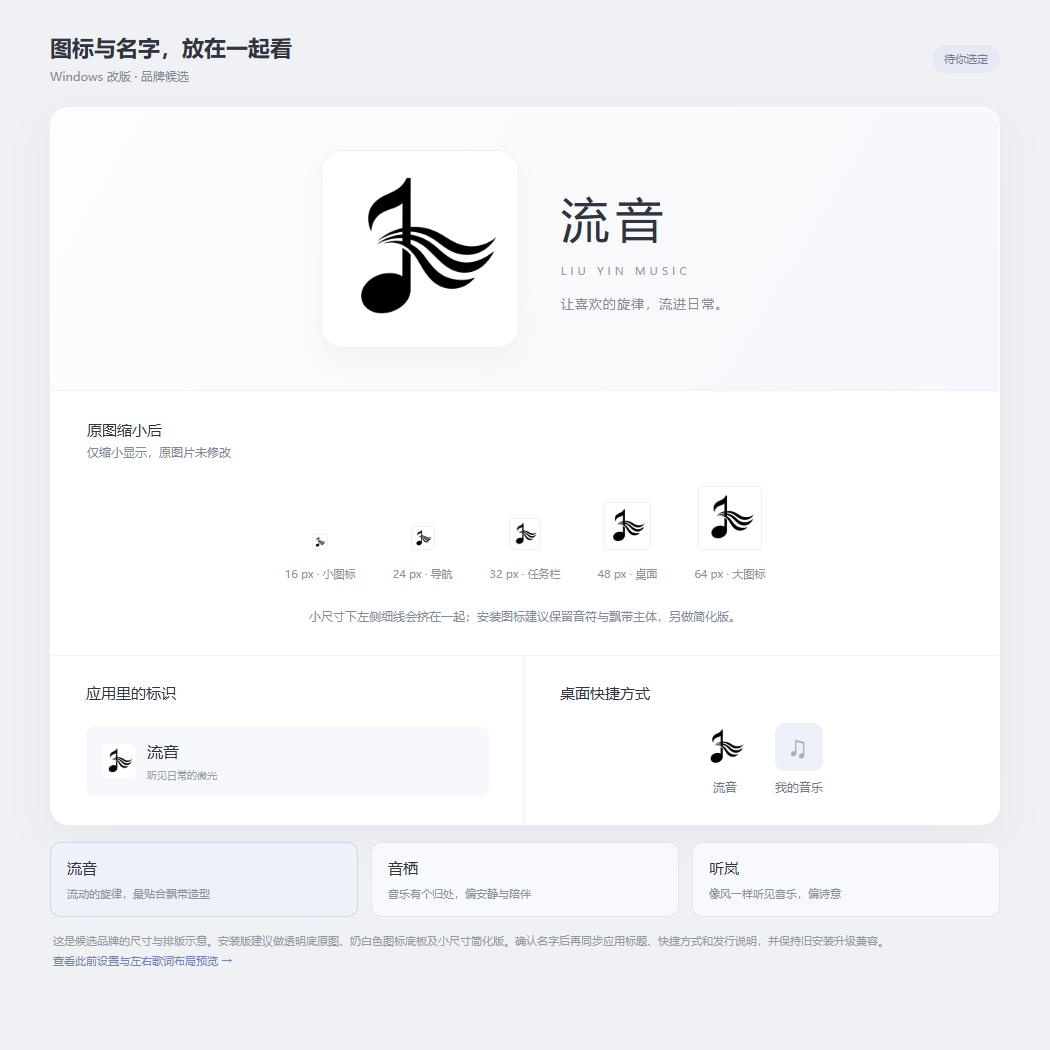 图标与名字，放在一起看
Windows 改版 · 品牌候选
待你选定
流音
LIU YIN MUSIC
让喜欢的旋律，流进日常。
原图缩小后
仅缩小显示，原图片未修改
16 px · 小图标
24 px · 导航
32 px · 任务栏
48 px · 桌面
64 px · 大图标
小尺寸下左侧细线会挤在一起；安装图标建议保留音符与飘带主体，另做简化版。
应用里的标识
流音
听见日常的微光
桌面快捷方式
流音
我的音乐
流音
流动的旋律，最贴合飘带造型
音栖
音乐有个归处，偏安静与陪伴
听岚
像风一样听见音乐，偏诗意
这是候选品牌的尺寸与排版示意。安装版建议做透明底原图、奶白色图标底板及小尺寸简化版。确认名字后再同步应用标题、快捷方式和发行说明，并保持旧安装升级兼容。
查看此前设置与左右歌词布局预览 →